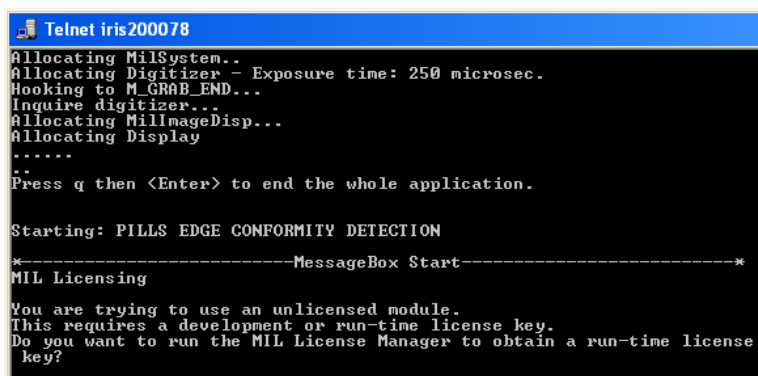 Telnet iris200078
Allocating MilSystem..
Allocating Digitizer - Exposure time: 250 microsec.
Hooking to M_GRAB_END...
Inquire digitizer...
Allocating MilImageDisp...
Allocating Display
......
..
Press q then <Enter> to end the whole application.
Starting: PILLS EDGE CONFORMITY DETECTION
*--------------------------MessageBox Start--------------------------*
MIL Licensing
You are trying to use an unlicensed module.
This requires a development or run-time license key.
Do you want to run the MIL License Manager to obtain a run-time license
key?